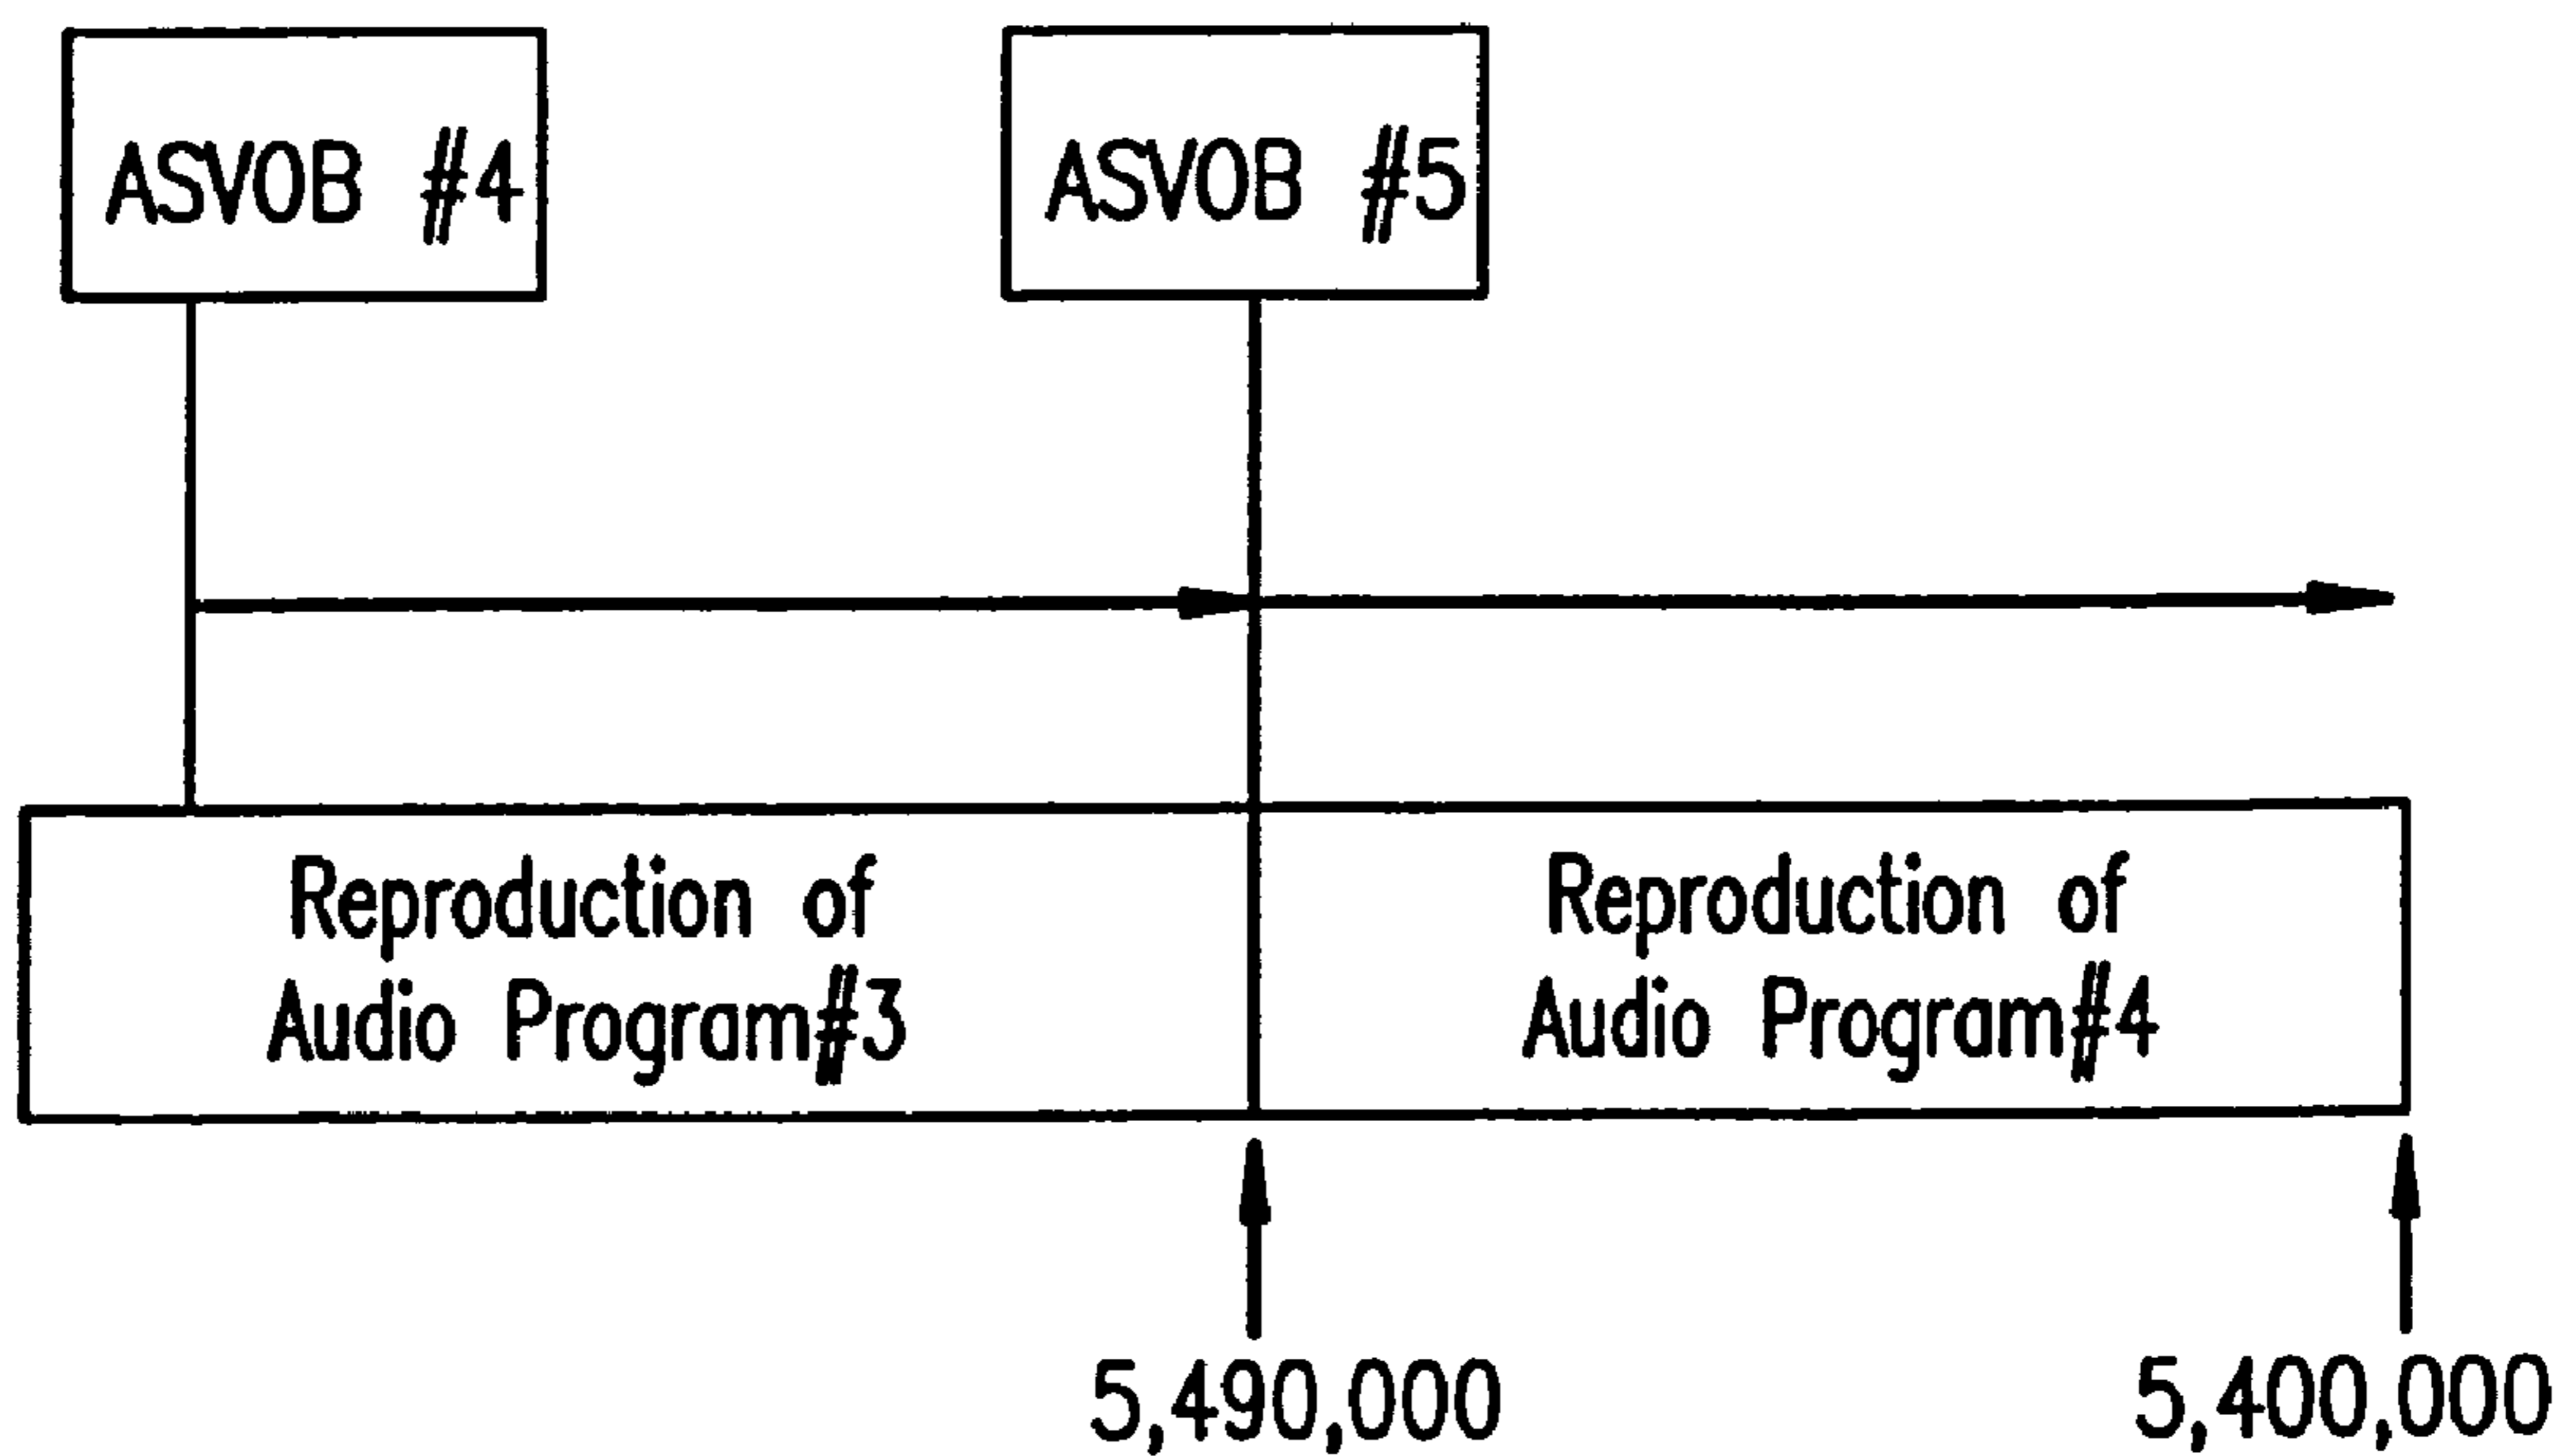 ASVOB #4
ASVOB #5
Reproduction of
Audio Program#3
Reproduction of
Audio Program#4
5,490,000
5,400,000